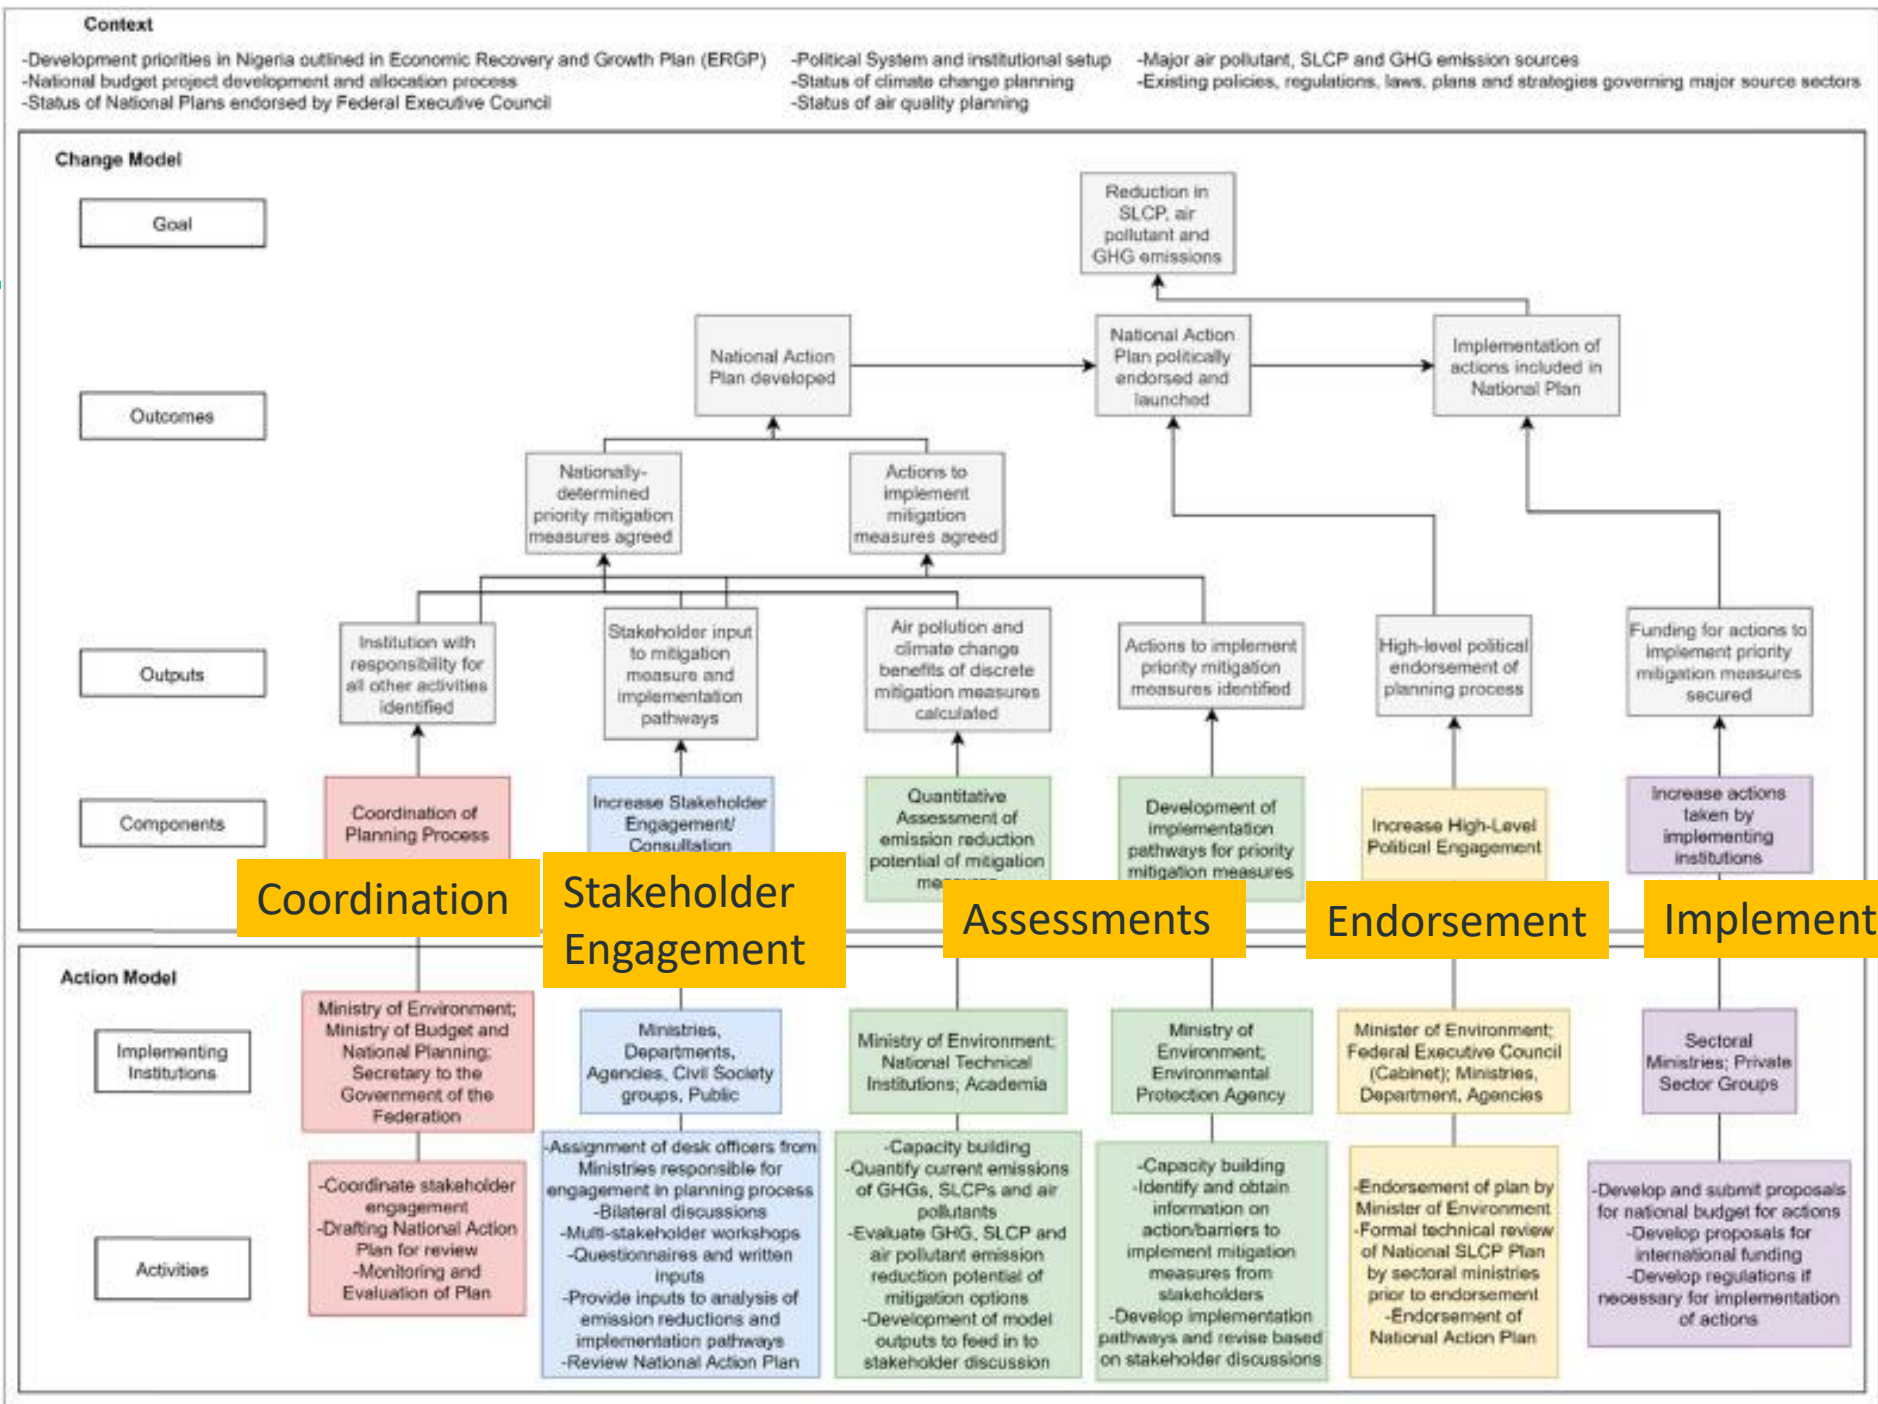 Context
-Development priorities in Nigeria outlined in Economic Recovery and Growth Plan (ERGP)
-National budget project development and allocation process
-Status of National Plans endorsed by Federal Executive Council
-Political System and institutional setup
-Status of climate change planning
-Status of air quality planning
-Major air pollutant, SLCP and GHG emission sources
-Existing policies, regulations, laws, plans and strategies governing major source sectors
Change Model
Goal
Reduction in
SLCP, air
pollutant and
GHG emissions
Outcomes
National Action
Plan developed
National Action
Plan politically
endorsed and
launched
Implementation of
actions included in
National Plan
Nationally-
determined
priority mitigation
measures agreed
Actions to
implement
mitigation
measures agreed
Outputs
Institution with
responsibility for
all other activities
identified
Stakeholder input
to mitigation
measure and
implementation
pathways
Air pollution and
climate change
benefits of discrete
mitigation measures
calculated
Actions to implement
priority mitigation
measures identified
High-level political
endorsement of
planning process
Funding for actions to
implement priority
mitigation measures
secured
Components
Coordination of
Planning Process
Increase Stakeholder
Engagement/
Consultation
Quantitative
Assessment of
emission reduction
potential of mitigation
measures
Development of
implementation
pathways for priority
mitigation measures
Increase High-Level
Political Engagement
Increase actions
taken by
implementing
institutions
Coordination
Stakeholder
Engagement
Assessments
Endorsement
Implement
Action Model
Implementing
Institutions
Ministry of Environment;
Ministry of Budget and
National Planning;
Secretary to the
Government of the
Federation
Ministries,
Departments,
Agencies, Civil Society
groups, Public
Ministry of Environment;
National Technical
Institutions; Academia
Ministry of
Environment;
Environmental
Protection Agency
Minister of Environment;
Federal Executive Council
(Cabinet); Ministries,
Department, Agencies
Sectoral
Ministries; Private
Sector Groups
Activities
-Coordinate stakeholder
engagement
-Drafting National Action
Plan for review
-Monitoring and
Evaluation of Plan
-Assignment of desk officers from
Ministries responsible for
engagement in planning process
-Bilateral discussions
-Multi-stakeholder workshops
-Questionnaires and written
inputs
-Provide inputs to analysis of
emission reductions and
implementation pathways
-Review National Action Plan
-Capacity building
-Quantify current emissions
of GHGs, SLCPs and air
pollutants
-Evaluate GHG, SLCP and
air pollutant emission
reduction potential of
mitigation options
-Development of model
outputs to feed in to
stakeholder discussion
-Capacity building
-Identify and obtain
information on
action/barriers to
implement mitigation
measures from
stakeholders
-Develop implementation
pathways and revise based
on stakeholder discussions
-Endorsement of plan by
Minister of Environment
-Formal technical review
of National SLCP Plan
by sectoral ministries
prior to endorsement
-Endorsement of
National Action Plan
-Develop and submit proposals
for national budget for actions
-Develop proposals for
international funding
-Develop regulations if
necessary for implementation
of actions